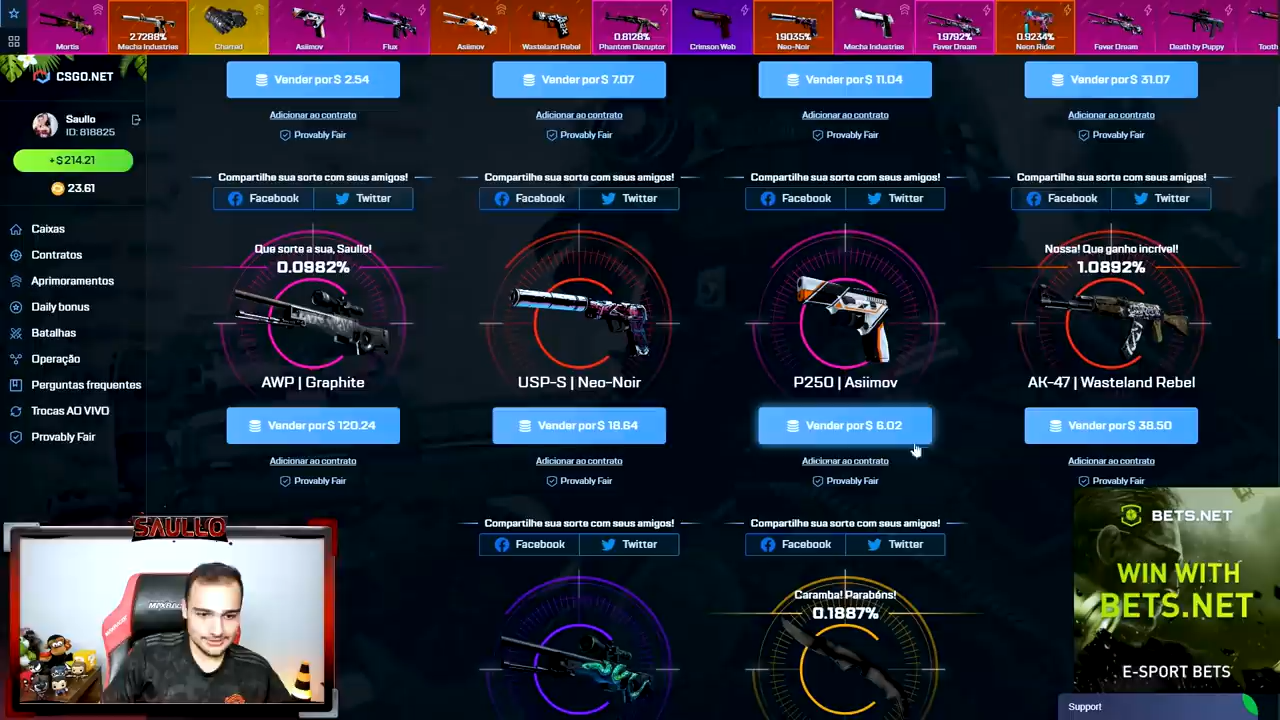 Mortis
2.7288%
Mecha Industries
Charred
Asiimov
Flux
Asiimov
Wasteland Rebel
0.8128%
Phantom Disruptor
Crimson Web
1.9035%
Neo-Noir
Mecha Industries
1.9792%
Fever Dream
0.9234%
Neon Rider
Fever Dream
Death by Puppy
Tooth
CSGO.NET
Saullo
ID: 818825
+$214.21
23.61
Caixas
Contratos
Aprimoramentos
Daily bonus
Batalhas
Operação
Perguntas frequentes
Trocas AO VIVO
Provably Fair
Vender por $ 2.54
Vender por $ 7.07
Vender por $ 11.04
Vender por $ 31.07
Adicionar ao contrato
Adicionar ao contrato
Adicionar ao contrato
Adicionar ao contrato
Provably Fair
Provably Fair
Provably Fair
Provably Fair
Compartilhe sua sorte com seus amigos!
Compartilhe sua sorte com seus amigos!
Compartilhe sua sorte com seus amigos!
Compartilhe sua sorte com seus amigos!
Facebook Twitter
Facebook Twitter
Facebook Twitter
Facebook Twitter
Que sorte a sua, Saullo!
0.0982%
Nossa! Que ganho incrível!
1.0892%
AWP | Graphite
USP-S | Neo-Noir
P250 | Asiimov
AK-47 | Wasteland Rebel
Vender por $ 120.24
Vender por $ 18.64
Vender por $ 6.02
Vender por $ 38.50
Adicionar ao contrato
Adicionar ao contrato
Adicionar ao contrato
Adicionar ao contrato
Provably Fair
Provably Fair
Provably Fair
Provably Fair
Compartilhe sua sorte com seus amigos!
Compartilhe sua sorte com seus amigos!
Facebook Twitter
Facebook Twitter
Caramba! Parabéns!
0.1887%
SAULLO
BETS.NET
WIN WITH
BETS.NET
E-SPORT BETS
Support